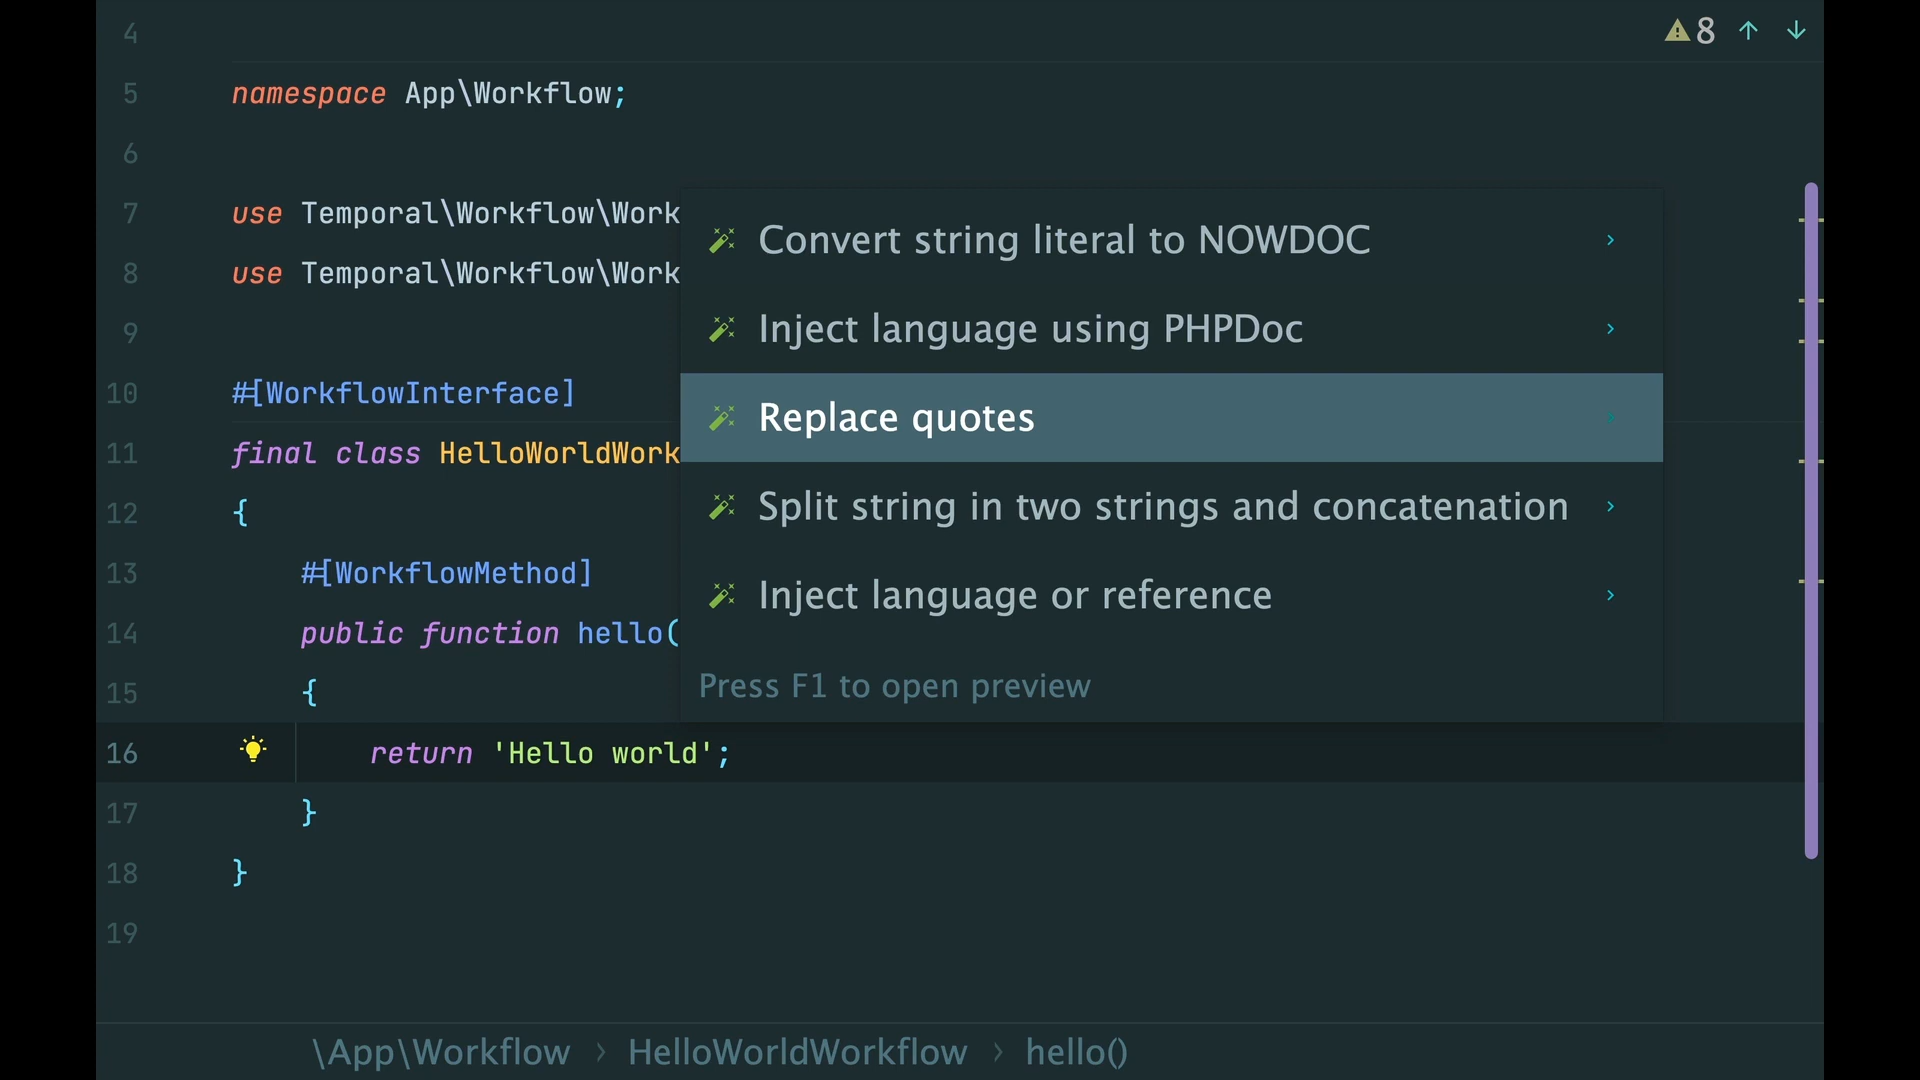 4
8
5 namespace App\Workflow;
6
7 use Temporal\Workflow\Work
8 use Temporal\Workflow\Work
9
10 #[WorkflowInterface]
11 final class HelloWorldWork
12 {
13 #[WorkflowMethod]
14 public function hello(
15 {
16 return 'Hello world';
17 }
18 }
19
Convert string literal to NOWDOC
Inject language using PHPDoc
Replace quotes
Split string in two strings and concatenation
Inject language or reference
Press F1 to open preview
\App\Workflow › HelloWorldWorkflow › hello()